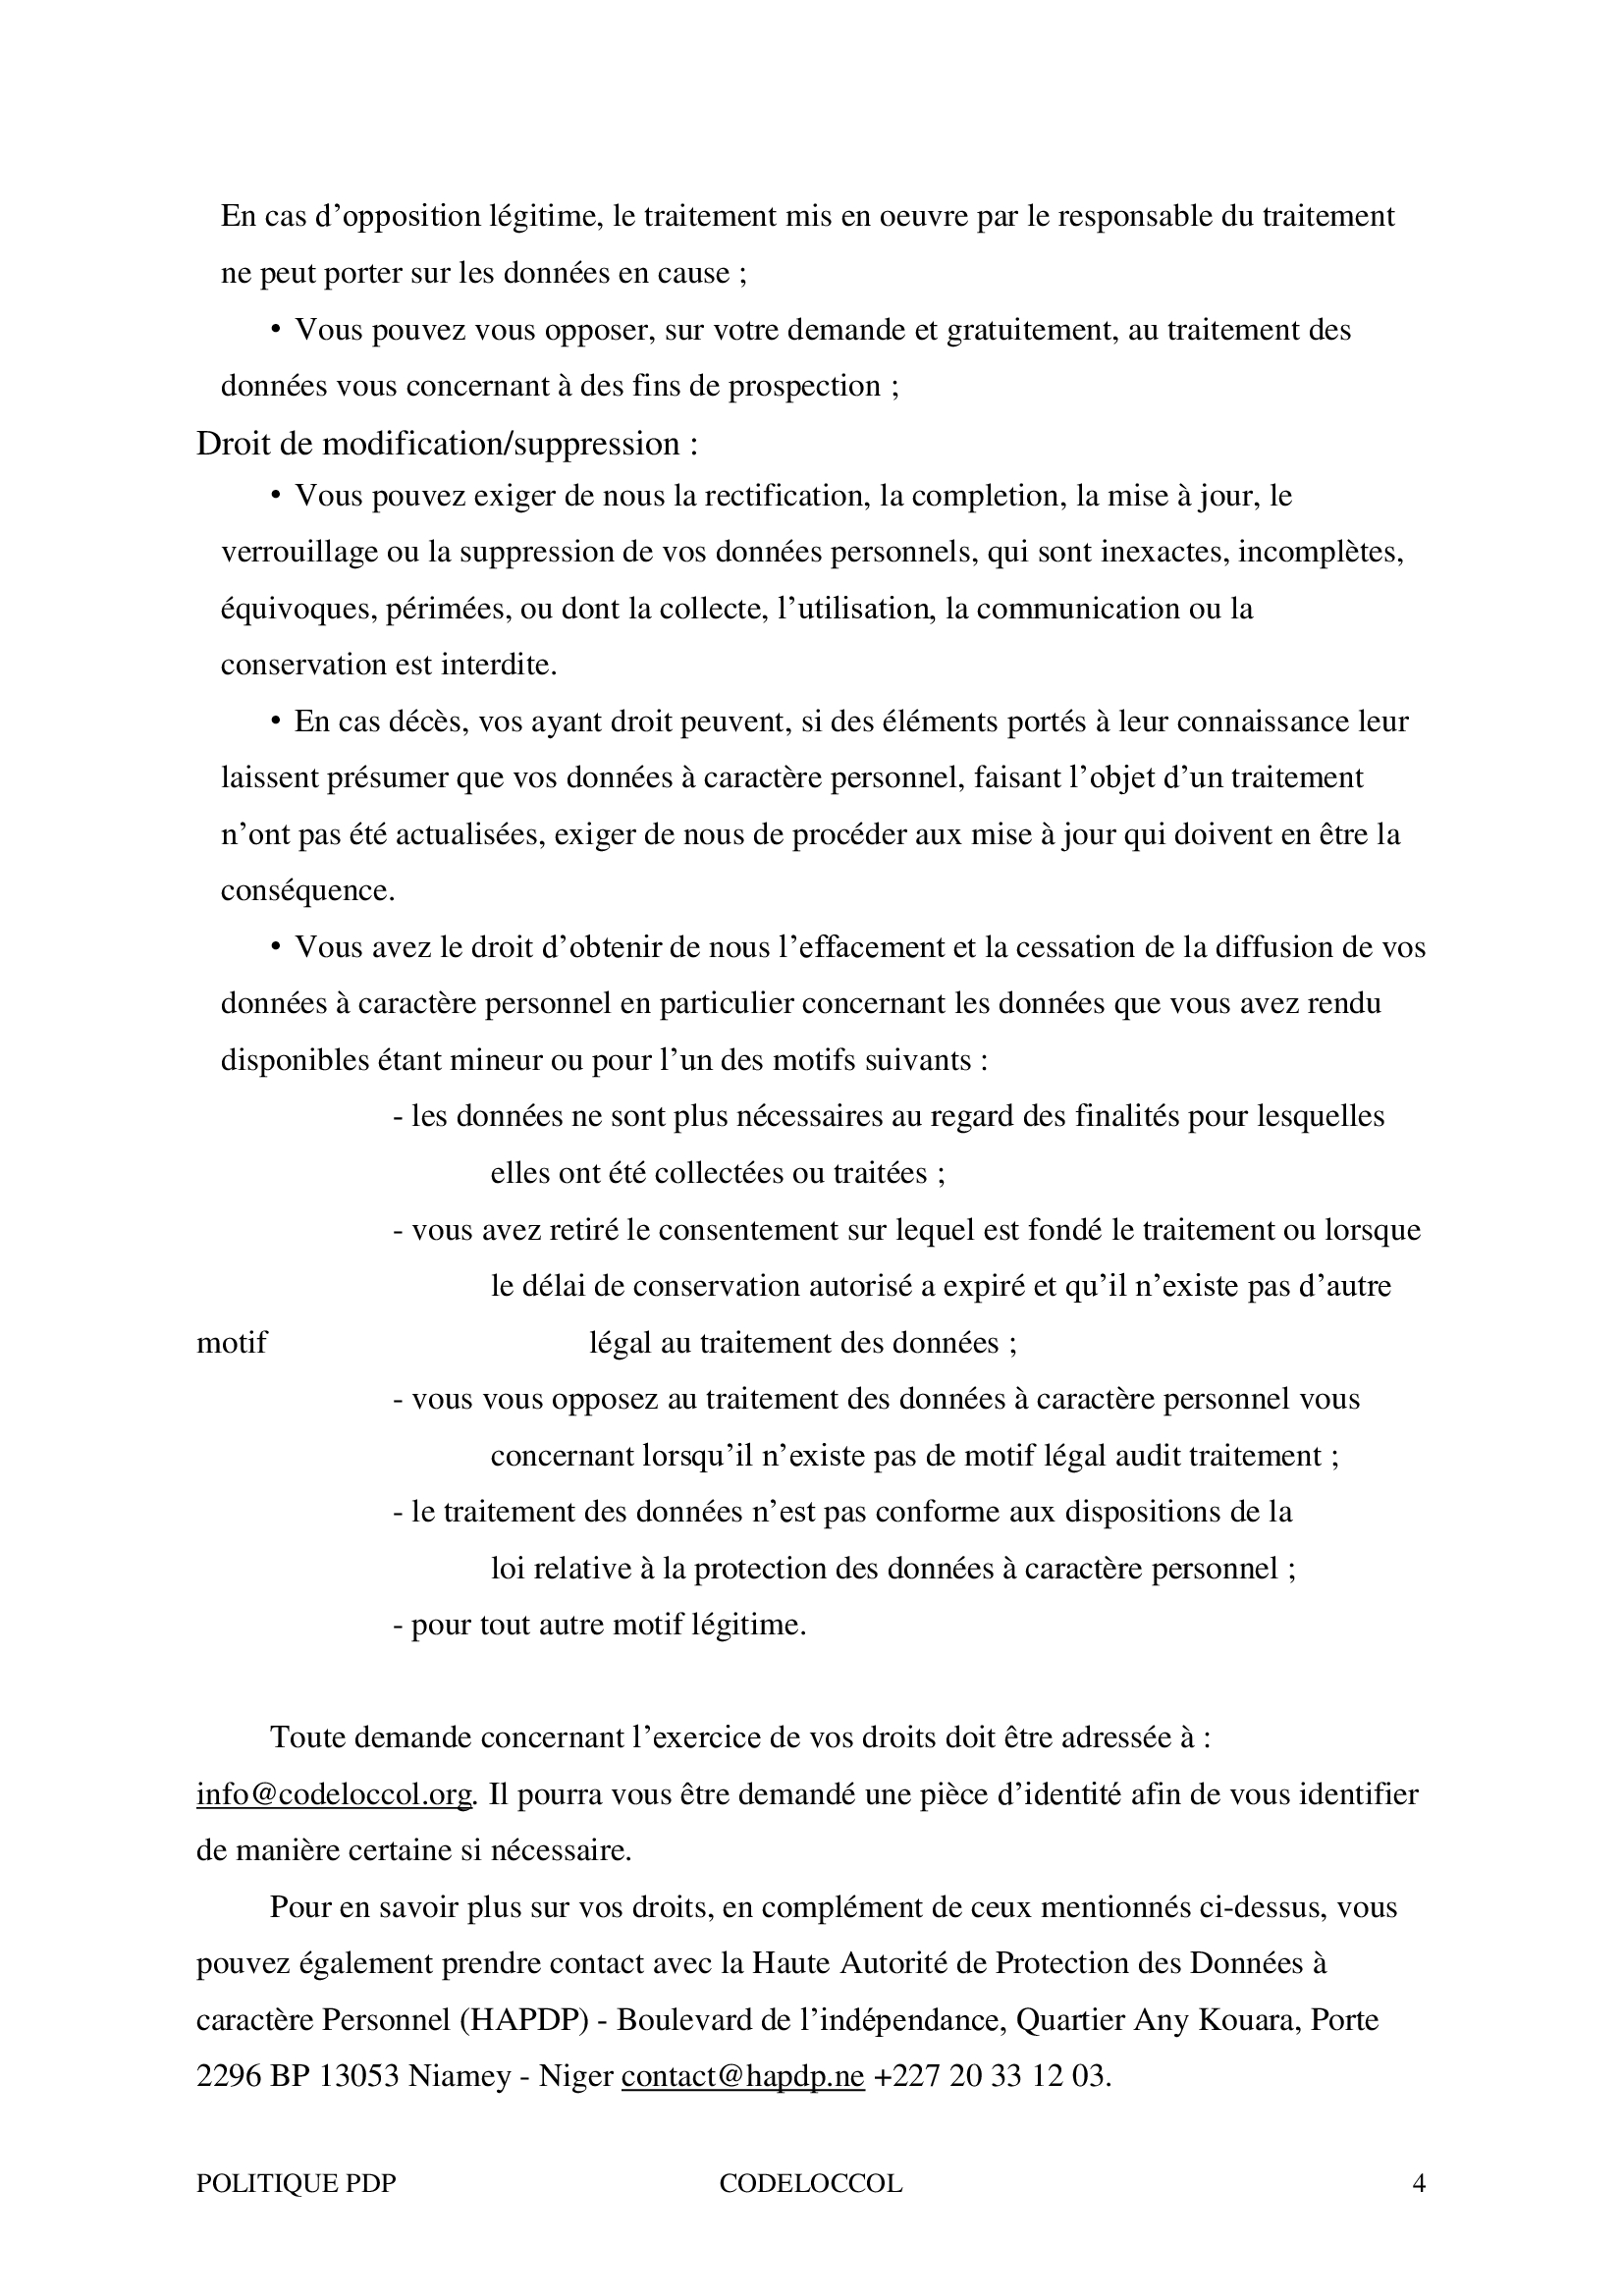 En cas d’opposition légitime, le traitement mis en oeuvre par le responsable du traitement
ne peut porter sur les données en cause ;
• Vous pouvez vous opposer, sur votre demande et gratuitement, au traitement des
données vous concernant à des fins de prospection ;
Droit de modification/suppression :
• Vous pouvez exiger de nous la rectification, la completion, la mise à jour, le
verrouillage ou la suppression de vos données personnels, qui sont inexactes, incomplètes,
équivoques, périmées, ou dont la collecte, l’utilisation, la communication ou la
conservation est interdite.
• En cas décès, vos ayant droit peuvent, si des éléments portés à leur connaissance leur
laissent présumer que vos données à caractère personnel, faisant l’objet d’un traitement
n’ont pas été actualisées, exiger de nous de procéder aux mise à jour qui doivent en être la
conséquence.
• Vous avez le droit d’obtenir de nous l’effacement et la cessation de la diffusion de vos
données à caractère personnel en particulier concernant les données que vous avez rendu
disponibles étant mineur ou pour l’un des motifs suivants :
- les données ne sont plus nécessaires au regard des finalités pour lesquelles
elles ont été collectées ou traitées ;
- vous avez retiré le consentement sur lequel est fondé le traitement ou lorsque
le délai de conservation autorisé a expiré et qu’il n’existe pas d’autre
motif légal au traitement des données ;
- vous vous opposez au traitement des données à caractère personnel vous
concernant lorsqu’il n’existe pas de motif légal audit traitement ;
- le traitement des données n’est pas conforme aux dispositions de la
loi relative à la protection des données à caractère personnel ;
- pour tout autre motif légitime.
Toute demande concernant l’exercice de vos droits doit être adressée à :
info@codeloccol.org. Il pourra vous être demandé une pièce d’identité afin de vous identifier
de manière certaine si nécessaire.
Pour en savoir plus sur vos droits, en complément de ceux mentionnés ci-dessus, vous
pouvez également prendre contact avec la Haute Autorité de Protection des Données à
caractère Personnel (HAPDP) - Boulevard de l’indépendance, Quartier Any Kouara, Porte
2296 BP 13053 Niamey - Niger contact@hapdp.ne +227 20 33 12 03.
POLITIQUE PDP CODELOCCOL 4